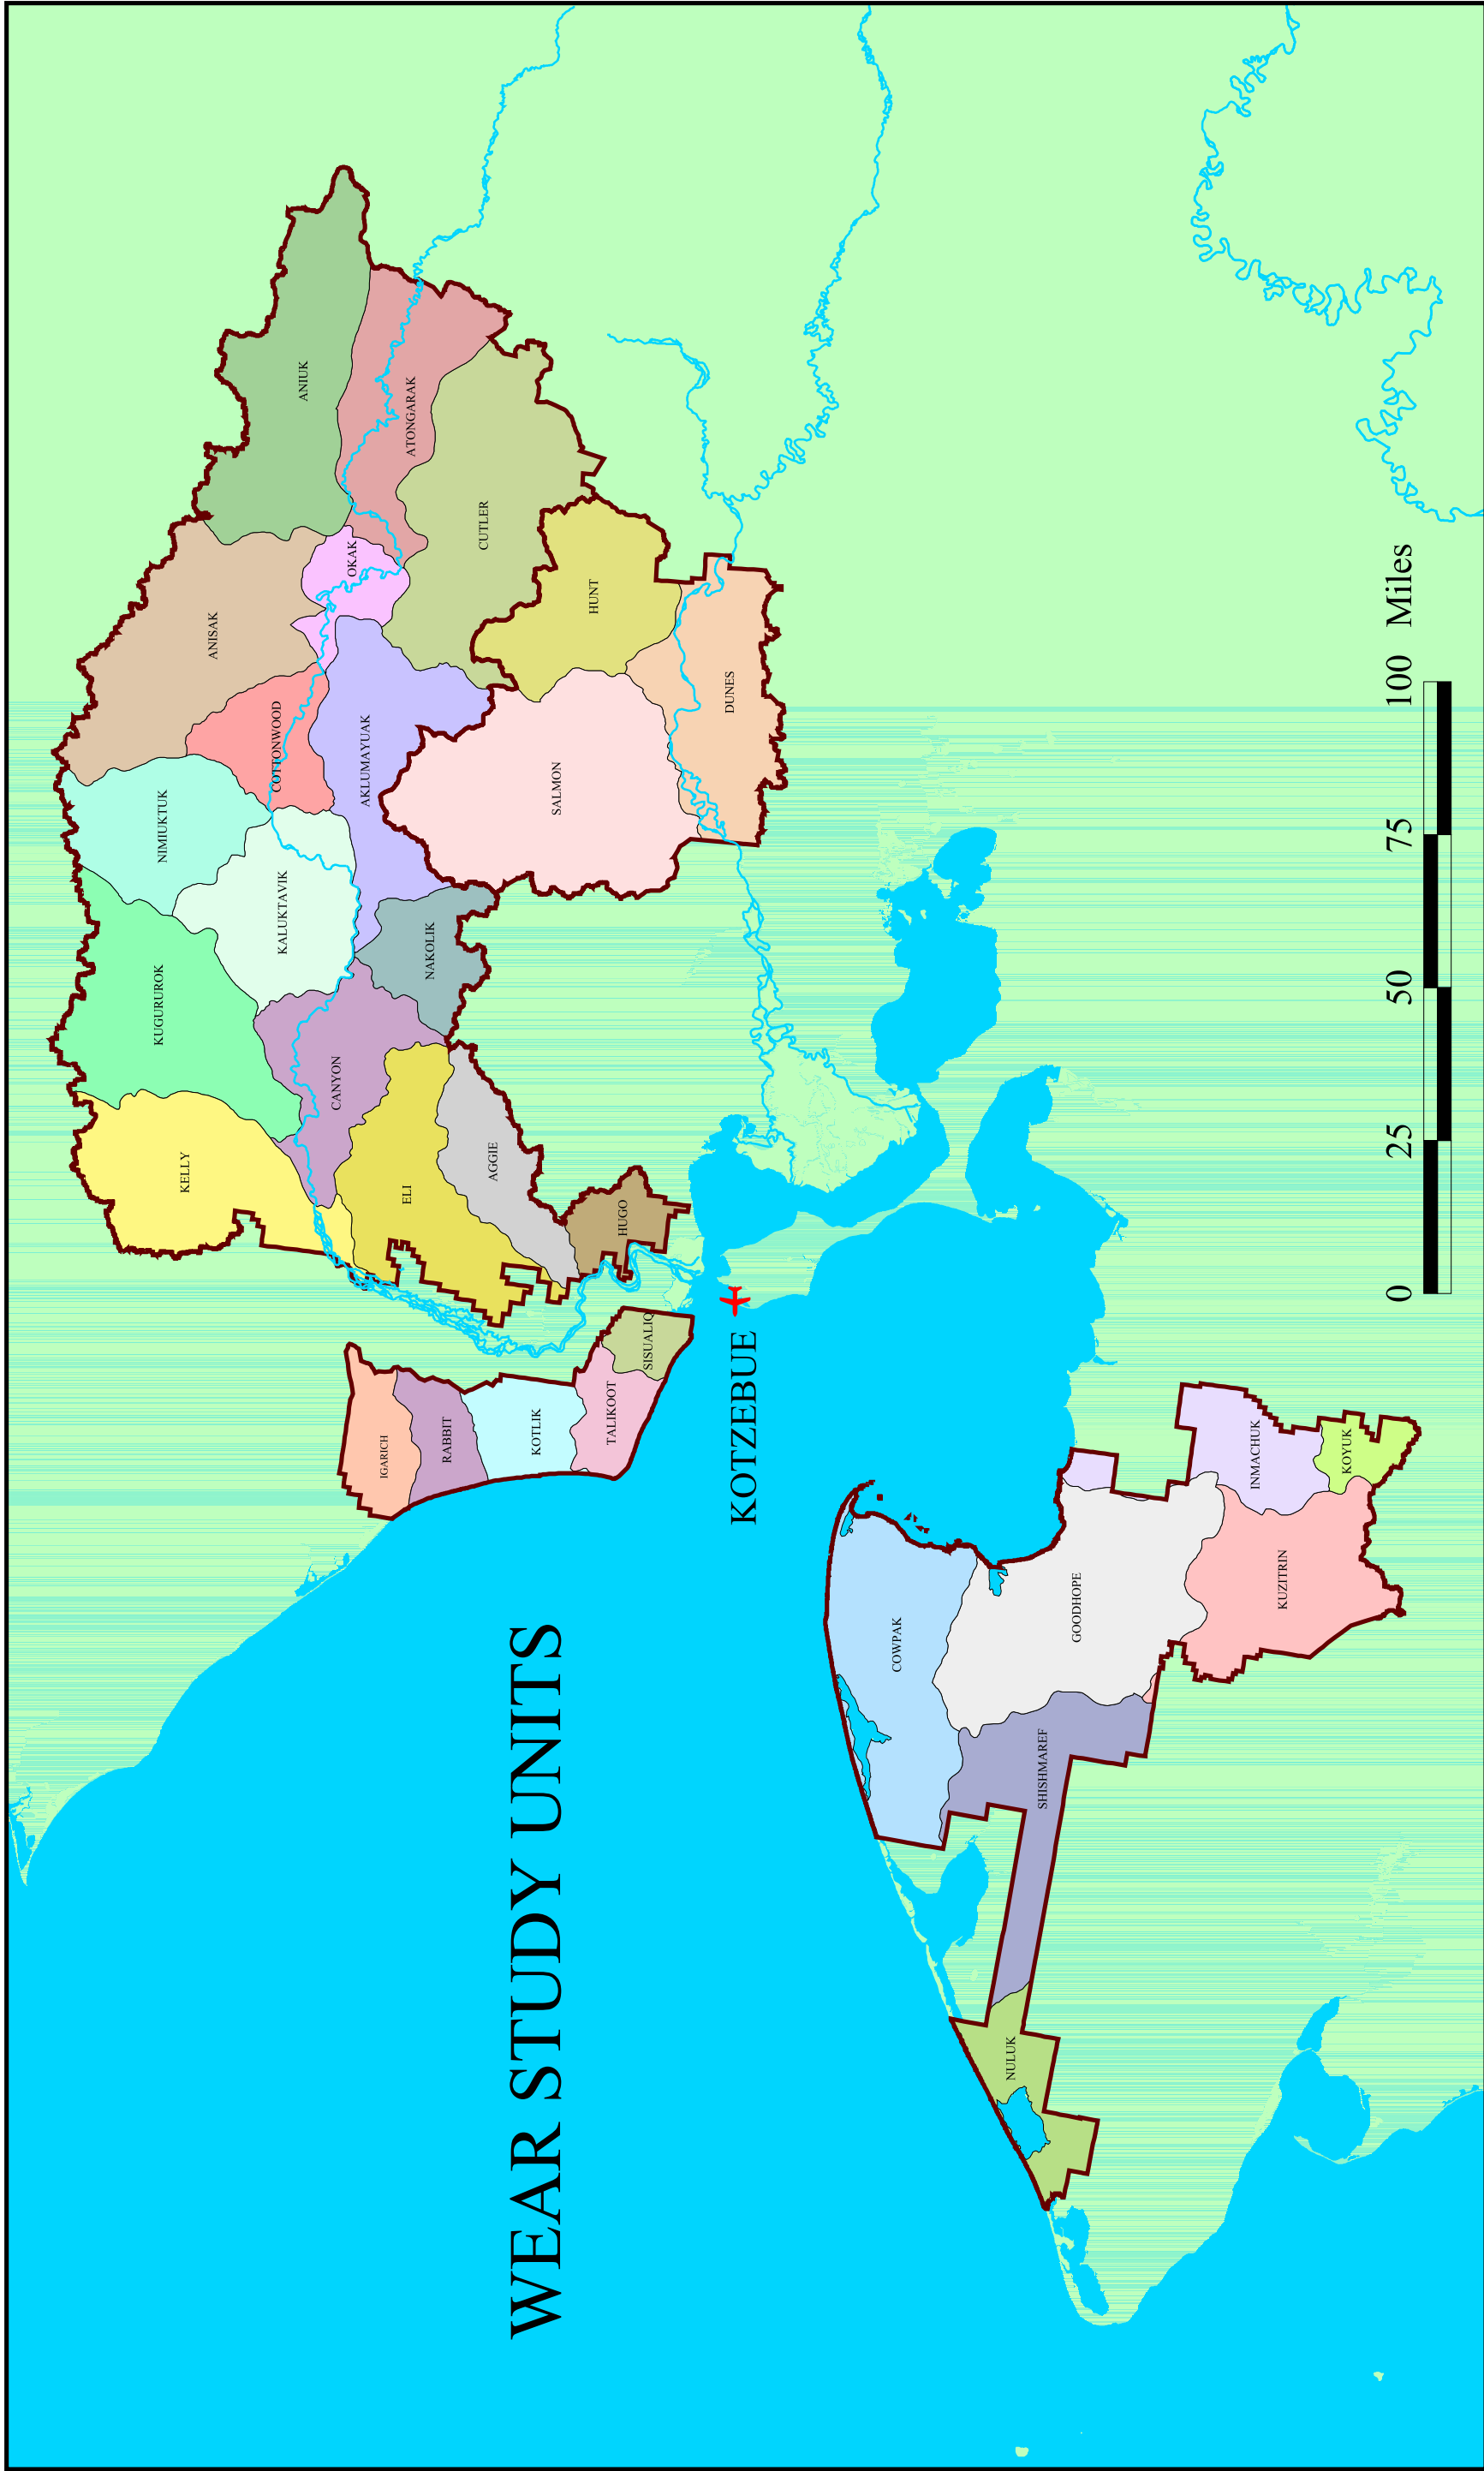 WEAR STUDY UNITS
KELLY
KUGURUROK
NIMIUKTUK
ANISAK
ANIUK
KALUKTAVIK
COTTONWOOD
OKAK
CANYON
AKLUMAYUAK
ATONGARAK
IGARICH
ELI
NAKOLIK
CUTLER
RABBIT
AGGIE
KOTLIK
SALMON
HUNT
TALIKOOT
HUGO
SISUALIQ
DUNES
KOTZEBUE
COWPAK
NULUK
SHISHMAREF
GOODHOPE
INMACHUK
KUZITRIN
KOYUK
0 25 50 75 100 Miles